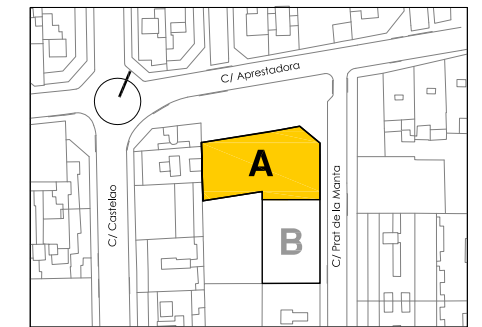 C/ Aprestadora
A
C/ Castelao
C/ Prat de la Manta
B